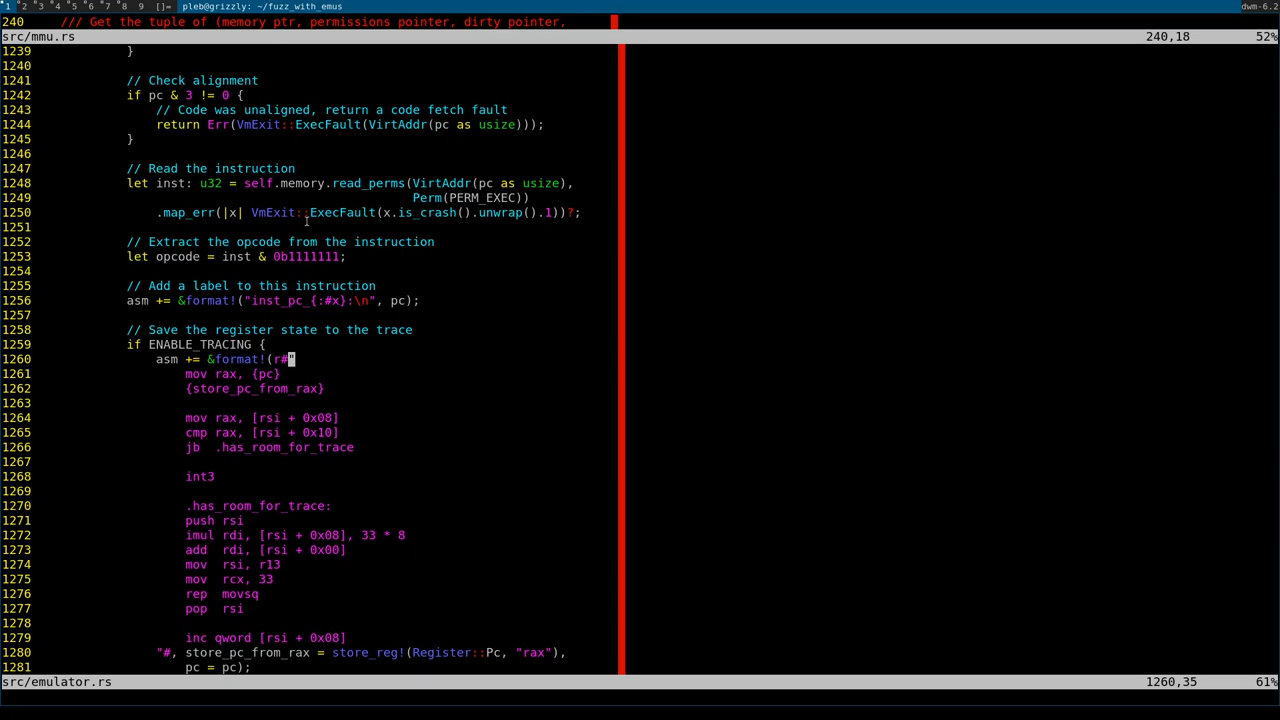 1 2 3 4 5 6 7 8 9 []= pleb@grizzly: ~/fuzz_with_emus dwm-6.2
240 /// Get the tuple of (memory ptr, permissions pointer, dirty pointer,
src/mmu.rs 240,18 52%
1239 }
1240
1241 // Check alignment
1242 if pc & 3 != 0 {
1243 // Code was unaligned, return a code fetch fault
1244 return Err(VmExit::ExecFault(VirtAddr(pc as usize)));
1245 }
1246
1247 // Read the instruction
1248 let inst: u32 = self.memory.read_perms(VirtAddr(pc as usize),
1249 Perm(PERM_EXEC))
1250 .map_err(|x| VmExit::ExecFault(x.is_crash().unwrap().1))?;
1251
1252 // Extract the opcode from the instruction
1253 let opcode = inst & 0b1111111;
1254
1255 // Add a label to this instruction
1256 asm += &format!("inst_pc_{:#x}:\n", pc);
1257
1258 // Save the register state to the trace
1259 if ENABLE_TRACING {
1260 asm += &format!(r#"
1261 mov rax, {pc}
1262 {store_pc_from_rax}
1263
1264 mov rax, [rsi + 0x08]
1265 cmp rax, [rsi + 0x10]
1266 jb .has_room_for_trace
1267
1268 int3
1269
1270 .has_room_for_trace:
1271 push rsi
1272 imul rdi, [rsi + 0x08], 33 * 8
1273 add rdi, [rsi + 0x00]
1274 mov rsi, r13
1275 mov rcx, 33
1276 rep movsq
1277 pop rsi
1278
1279 inc qword [rsi + 0x08]
1280 "#, store_pc_from_rax = store_reg!(Register::Pc, "rax"),
1281 pc = pc);
src/emulator.rs 1260,35 61%